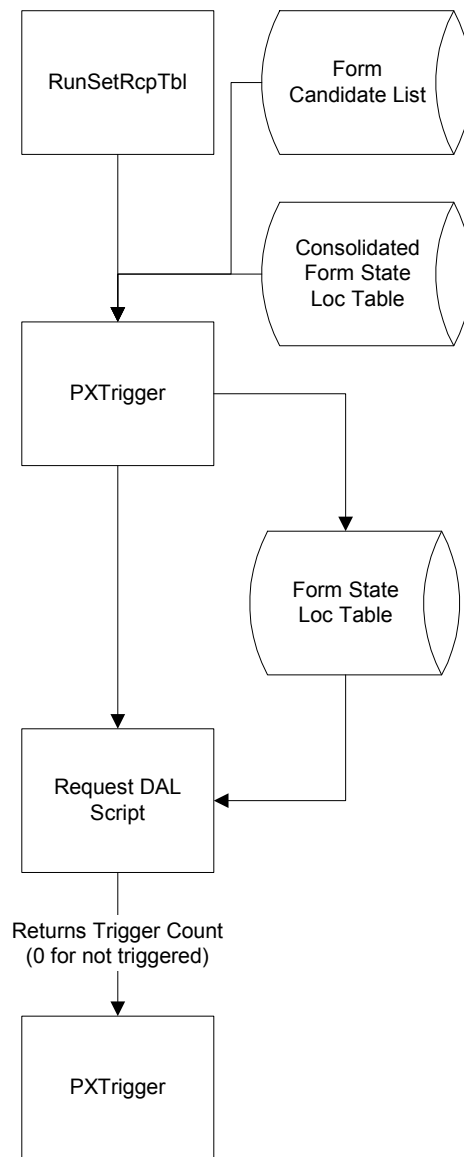 RunSetRcpTbl
Form
Candidate List
Consolidated
Form State
Loc Table
PXTrigger
Form State
Loc Table
Request DAL
Script
Returns Trigger Count
(0 for not triggered)
PXTrigger